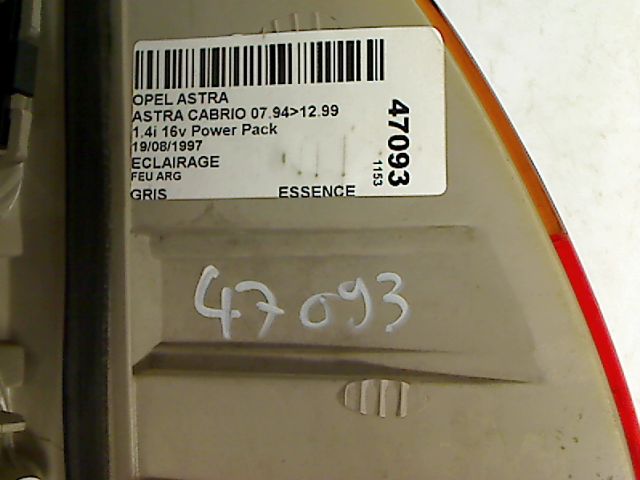 OPEL ASTRA
ASTRA CABRIO 07.94>12.99
1.4i 16v Power Pack
19/08/1997
ECLAIRAGE
FEU ARG
GRIS ESSENCE
47093
1153
47093